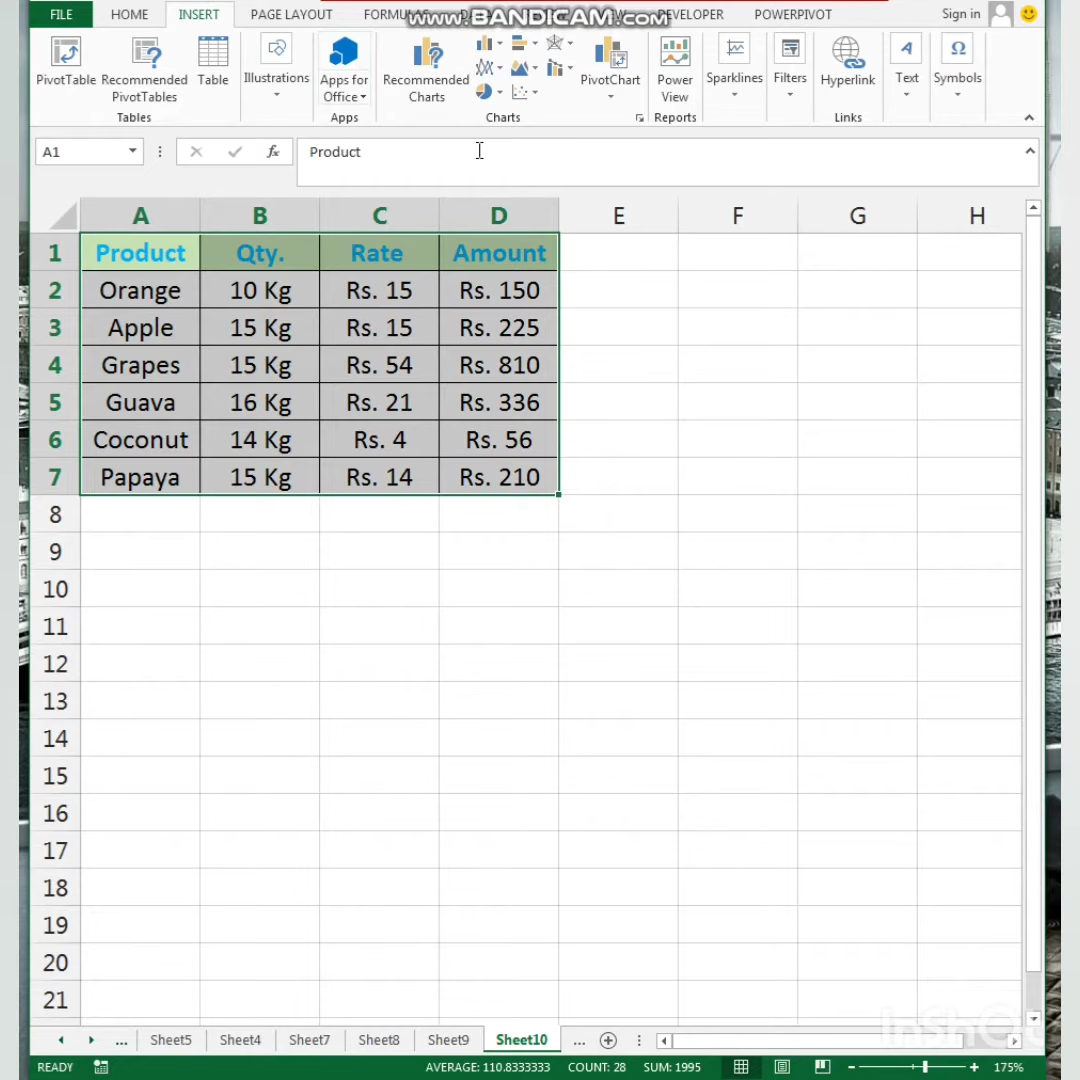 FILE HOME INSERT PAGE LAYOUT FORMULAS www.BANDICAM.com DEVELOPER POWERPIVOT Sign in
PivotTable Recommended PivotTables Table Illustrations Apps for Office Recommended Charts PivotChart Power View Sparklines Filters Hyperlink Text Symbols
Tables Apps Charts Reports Links
A1 fx Product
A B C D E F G H
1 Product Qty. Rate Amount
2 Orange 10 Kg Rs. 15 Rs. 150
3 Apple 15 Kg Rs. 15 Rs. 225
4 Grapes 15 Kg Rs. 54 Rs. 810
5 Guava 16 Kg Rs. 21 Rs. 336
6 Coconut 14 Kg Rs. 4 Rs. 56
7 Papaya 15 Kg Rs. 14 Rs. 210
8
9
10
11
12
13
14
15
16
17
18
19
20
21
InShOt
... Sheet5 Sheet4 Sheet7 Sheet8 Sheet9 Sheet10 ...
READY AVERAGE: 110.8333333 COUNT: 28 SUM: 1995 175%